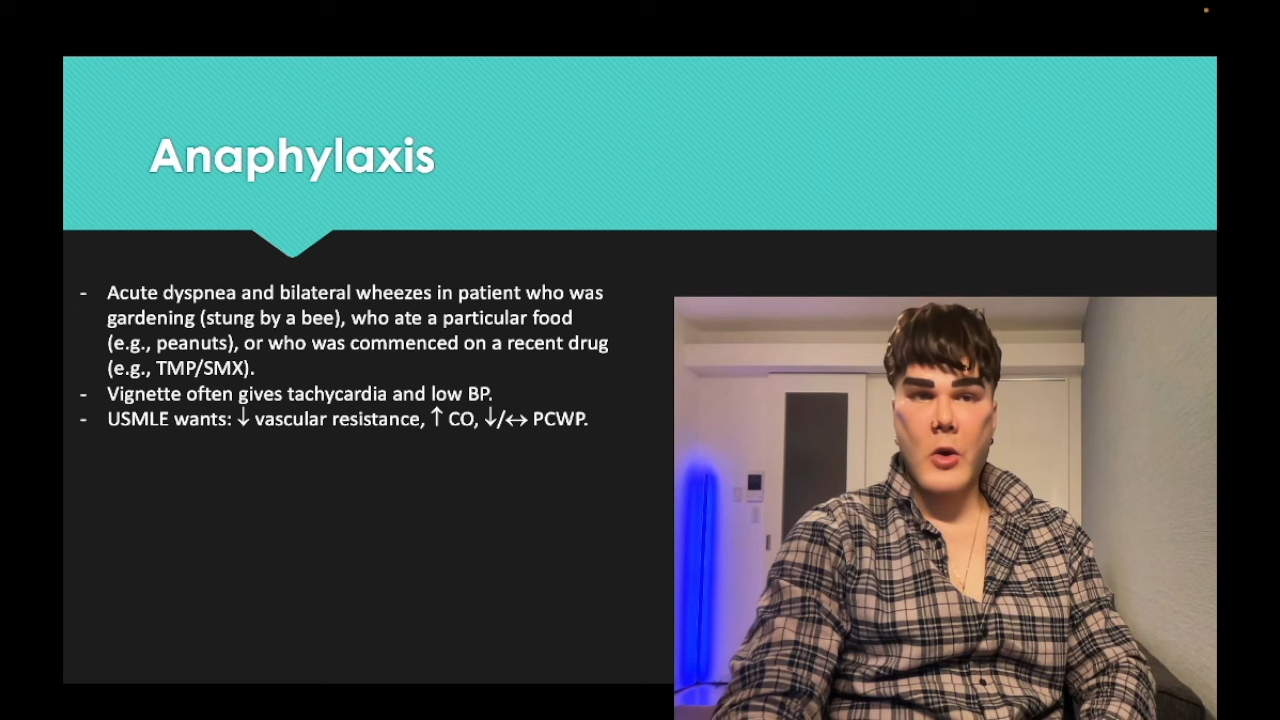 Anaphylaxis
- Acute dyspnea and bilateral wheezes in patient who was
gardening (stung by a bee), who ate a particular food
(e.g., peanuts), or who was commenced on a recent drug
(e.g., TMP/SMX).
- Vignette often gives tachycardia and low BP.
- USMLE wants: ↓ vascular resistance, ↑ CO, ↓/↔ PCWP.